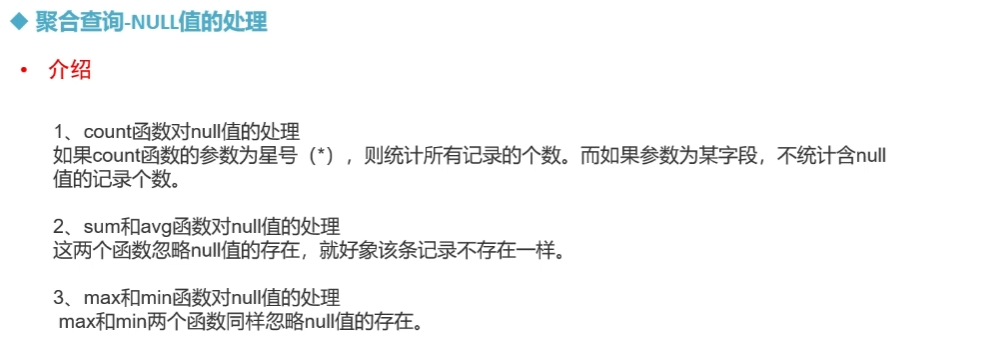 ◆ 聚合查询-NULL值的处理
• 介绍
1、count函数对null值的处理
如果count函数的参数为星号（*），则统计所有记录的个数。而如果参数为某字段，不统计含null
值的记录个数。
2、sum和avg函数对null值的处理
这两个函数忽略null值的存在，就好象该条记录不存在一样。
3、max和min函数对null值的处理
max和min两个函数同样忽略null值的存在。